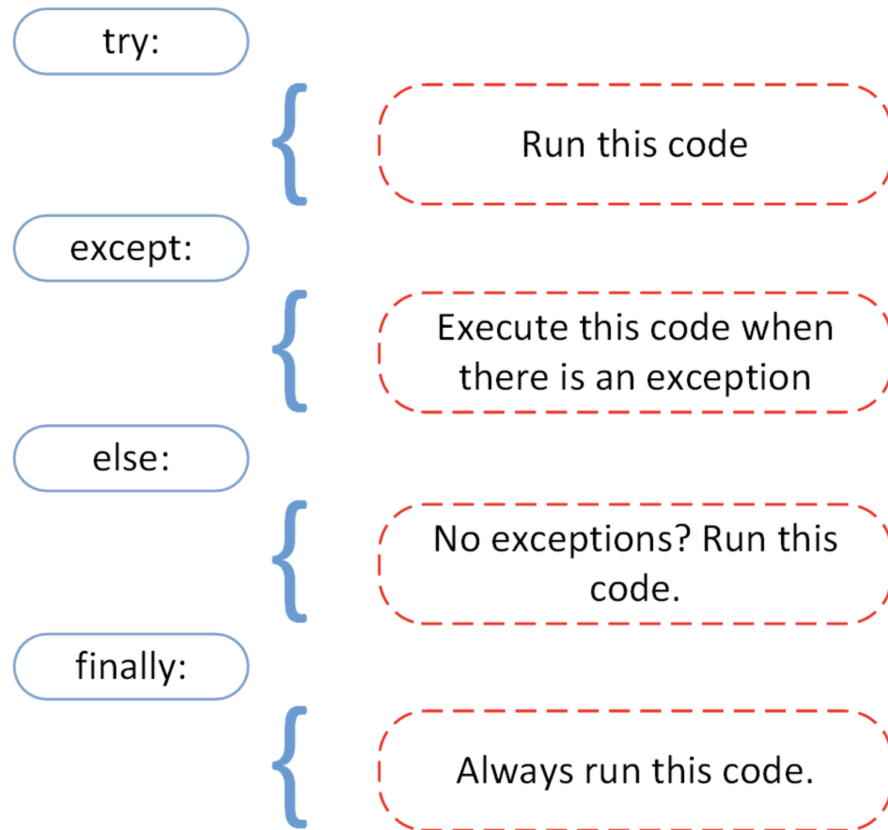 try:
Run this code
except:
Execute this code when
there is an exception
else:
No exceptions? Run this
code.
finally:
Always run this code.